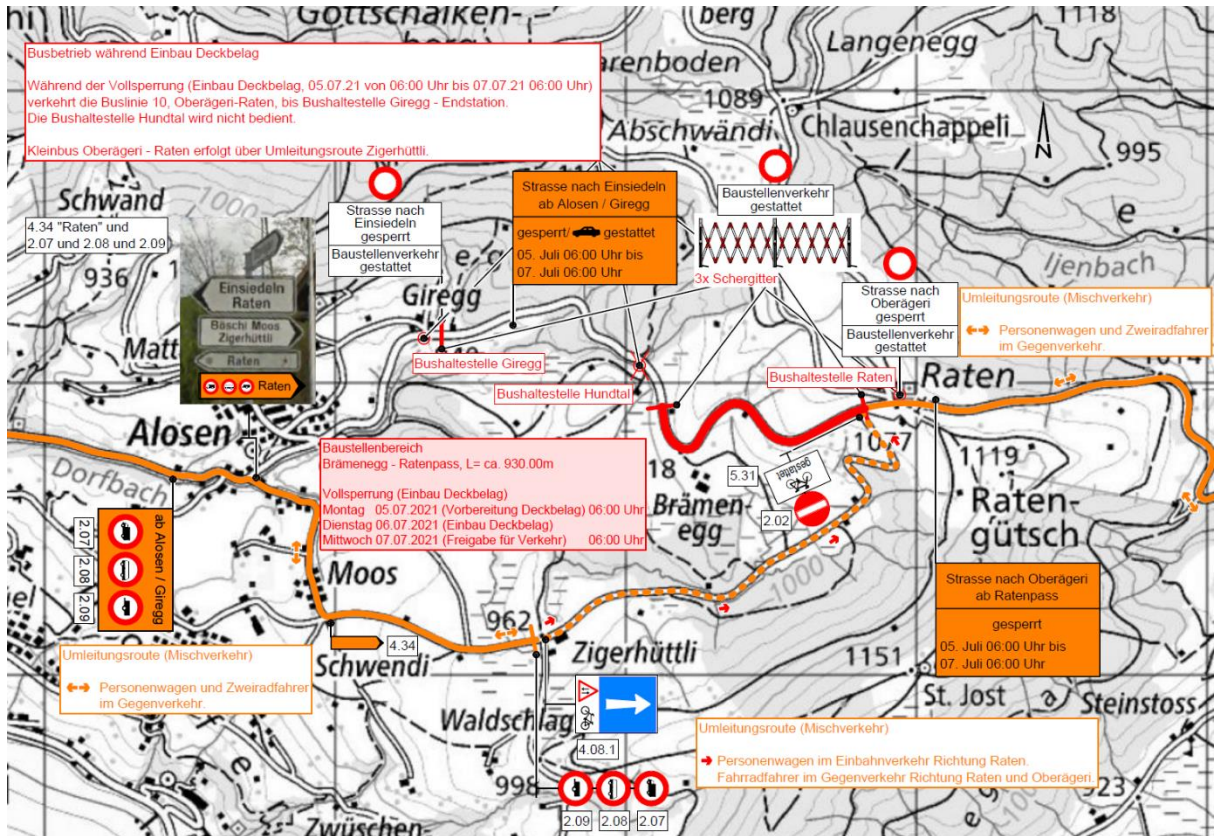 Gottschalken-
berg
1118
Langenegg
Busbetrieb während Einbau Deckbelag
Während der Vollsperrung (Einbau Deckbelag, 05.07.21 von 06:00 Uhr bis 07.07.21 06:00 Uhr)
verkehrt die Buslinie 10, Oberägeri-Raten, bis Bushaltestelle Giregg - Endstation.
Die Bushaltestelle Hundtal wird nicht bedient.
Kleinbus Oberägeri - Raten erfolgt über Umleitungsroute Zigerhüttli.
arenboden
1089
Abschwändi
Chlausenchappeli
N
995
Schwand
1000
4.34 "Raten" und
2.07 und 2.08 und 2.09
Einsiedeln
Raten
Böschi Moos
Zigerhüttli
Raten
Raten
936
Strasse nach
Einsiedeln
gesperrt
Baustellenverkehr
gestattet
Strasse nach Einsiedeln
ab Alosen / Giregg
gesperrt/ gestattet
05. Juli 06:00 Uhr bis
07. Juli 06:00 Uhr
Baustellenverkehr
gestattet
3x Schergitter
Strasse nach
Oberägeri
gesperrt
Baustellenverkehr
gestattet
Ijenbach
e
Umleitungsroute (Mischverkehr)
Personenwagen und Zweiradfahrer
im Gegenverkehr.
Giregg
Matt
Bushaltestelle Giregg
Bushaltestelle Hundtal
Bushaltestelle Raten
Raten
1077
1119
Raten-
gütsch
Alosen
Dorfbach
Baustellenbereich
Brämenegg - Ratenpass, L= ca. 930.00m
Vollsperrung (Einbau Deckbelag)
Montag 05.07.2021 (Vorbereitung Deckbelag) 06:00 Uhr
Dienstag 06.07.2021 (Einbau Deckbelag)
Mittwoch 07.07.2021 (Freigabe für Verkehr) 06:00 Uhr
18
Brämen-
egg
5.31
gestattet
2.02
1000
2.07
2.08
2.09
ab Alosen / Giregg
Moos
Strasse nach Oberägeri
ab Ratenpass
gesperrt
05. Juli 06:00 Uhr bis
07. Juli 06:00 Uhr
962
4.34
Schwendi
Zigerhüttli
1151
St. Jost
Steinstoss
Umleitungsroute (Mischverkehr)
Personenwagen und Zweiradfahrer
im Gegenverkehr.
Waldschlag
4.08.1
Umleitungsroute (Mischverkehr)
Personenwagen im Einbahnverkehr Richtung Raten.
Fahrradfahrer im Gegenverkehr Richtung Raten und Oberägeri.
998
2.09
2.08
2.07
923
Zwüschen-